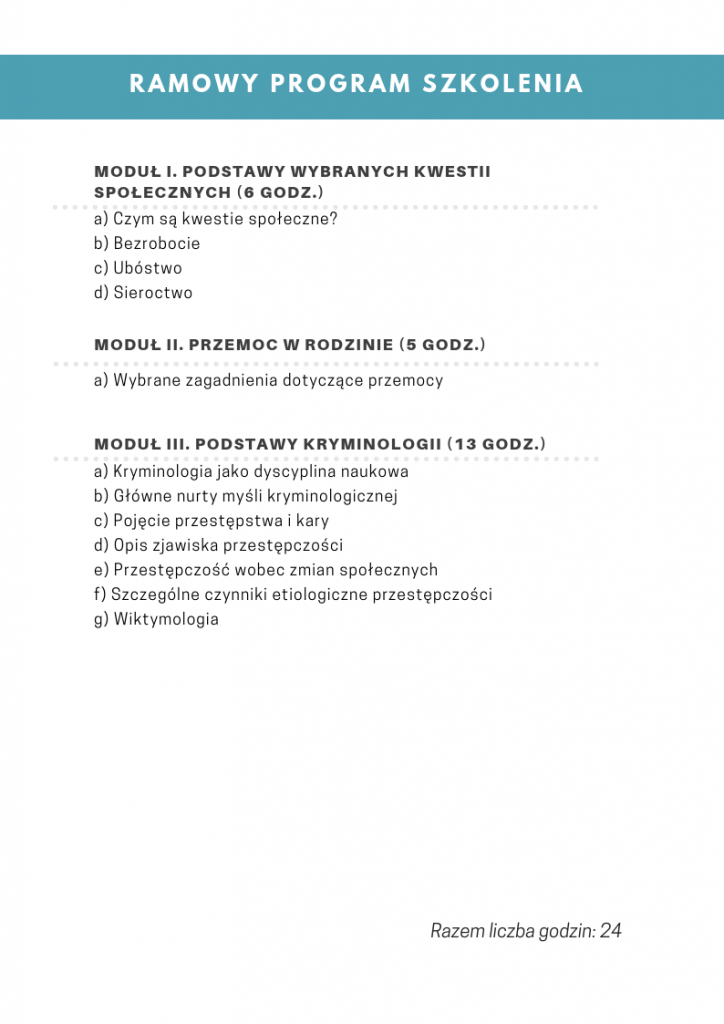 RAMOWY PROGRAM SZKOLENIA
MODUŁ I. PODSTAWY WYBRANYCH KWESTII
SPOŁECZNYCH (6 GODZ.)
a) Czym są kwestie społeczne?
b) Bezrobocie
c) Ubóstwo
d) Sieroctwo
MODUŁ II. PRZEMOC W RODZINIE (5 GODZ.)
a) Wybrane zagadnienia dotyczące przemocy
MODUŁ III. PODSTAWY KRYMINOLOGII (13 GODZ.)
a) Kryminologia jako dyscyplina naukowa
b) Główne nurty myśli kryminologicznej
c) Pojęcie przestępstwa i kary
d) Opis zjawiska przestępczości
e) Przestępczość wobec zmian społecznych
f) Szczególne czynniki etiologiczne przestępczości
g) Wiktymologia
Razem liczba godzin: 24